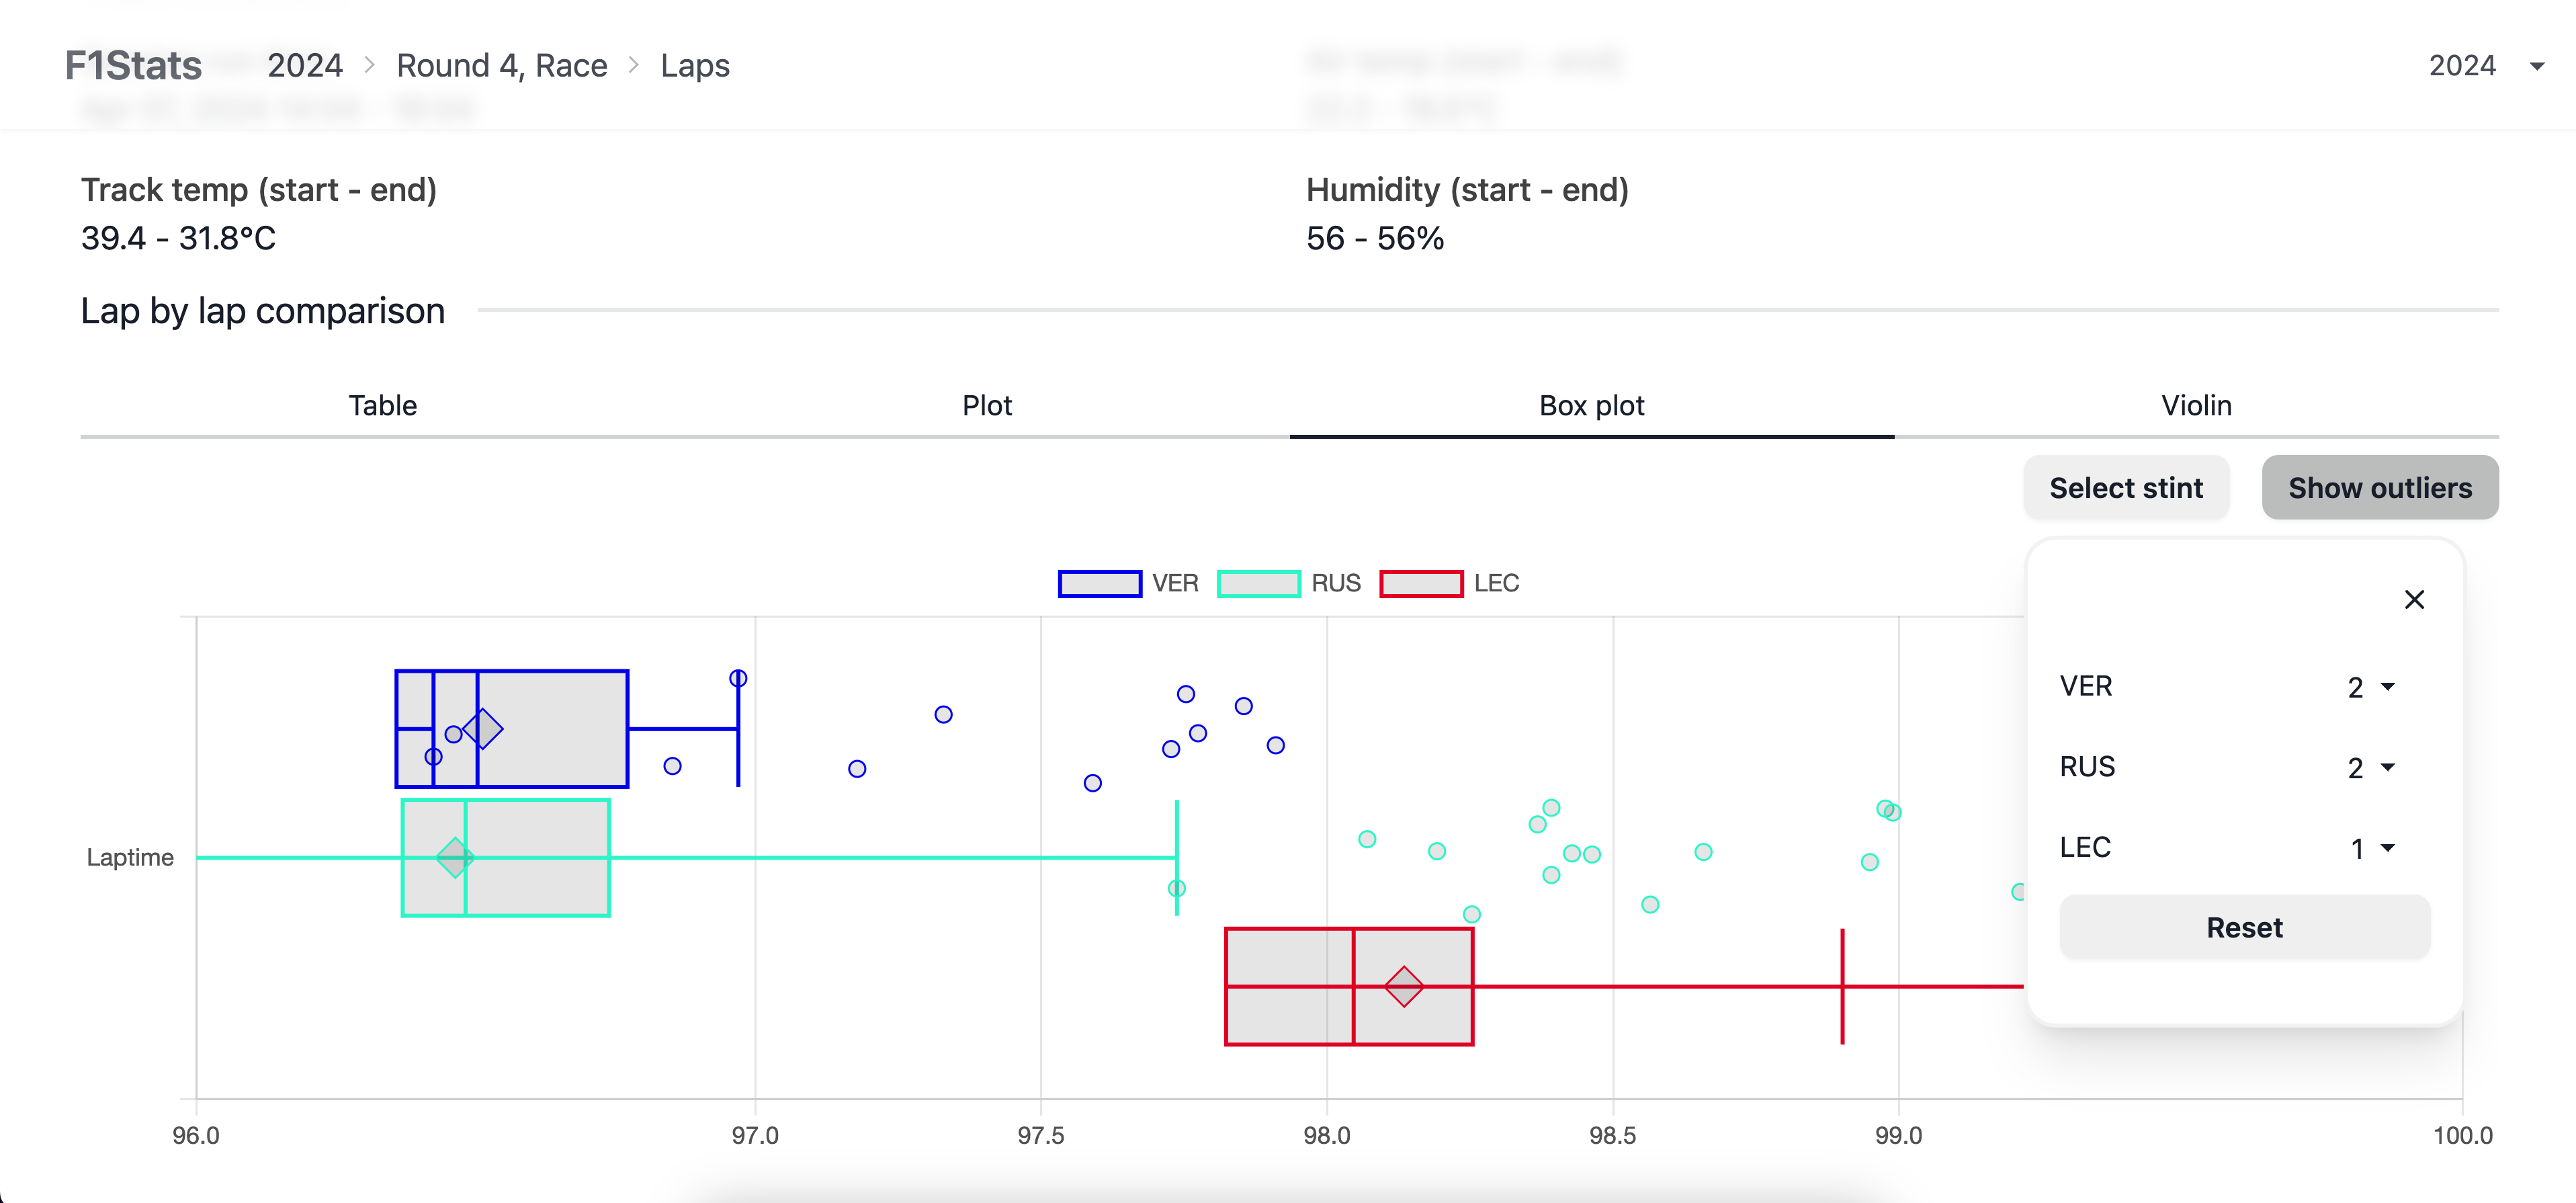 F1Stats 2024 > Round 4, Race > Laps 2024
Track temp (start - end) Humidity (start - end)
39.4 - 31.8°C 56 - 56%
Lap by lap comparison
Table Plot Box plot Violin
Select stint Show outliers
VER RUS LEC
VER 2
RUS 2
LEC 1
Reset
Laptime
96.0 97.0 97.5 98.0 98.5 99.0 100.0